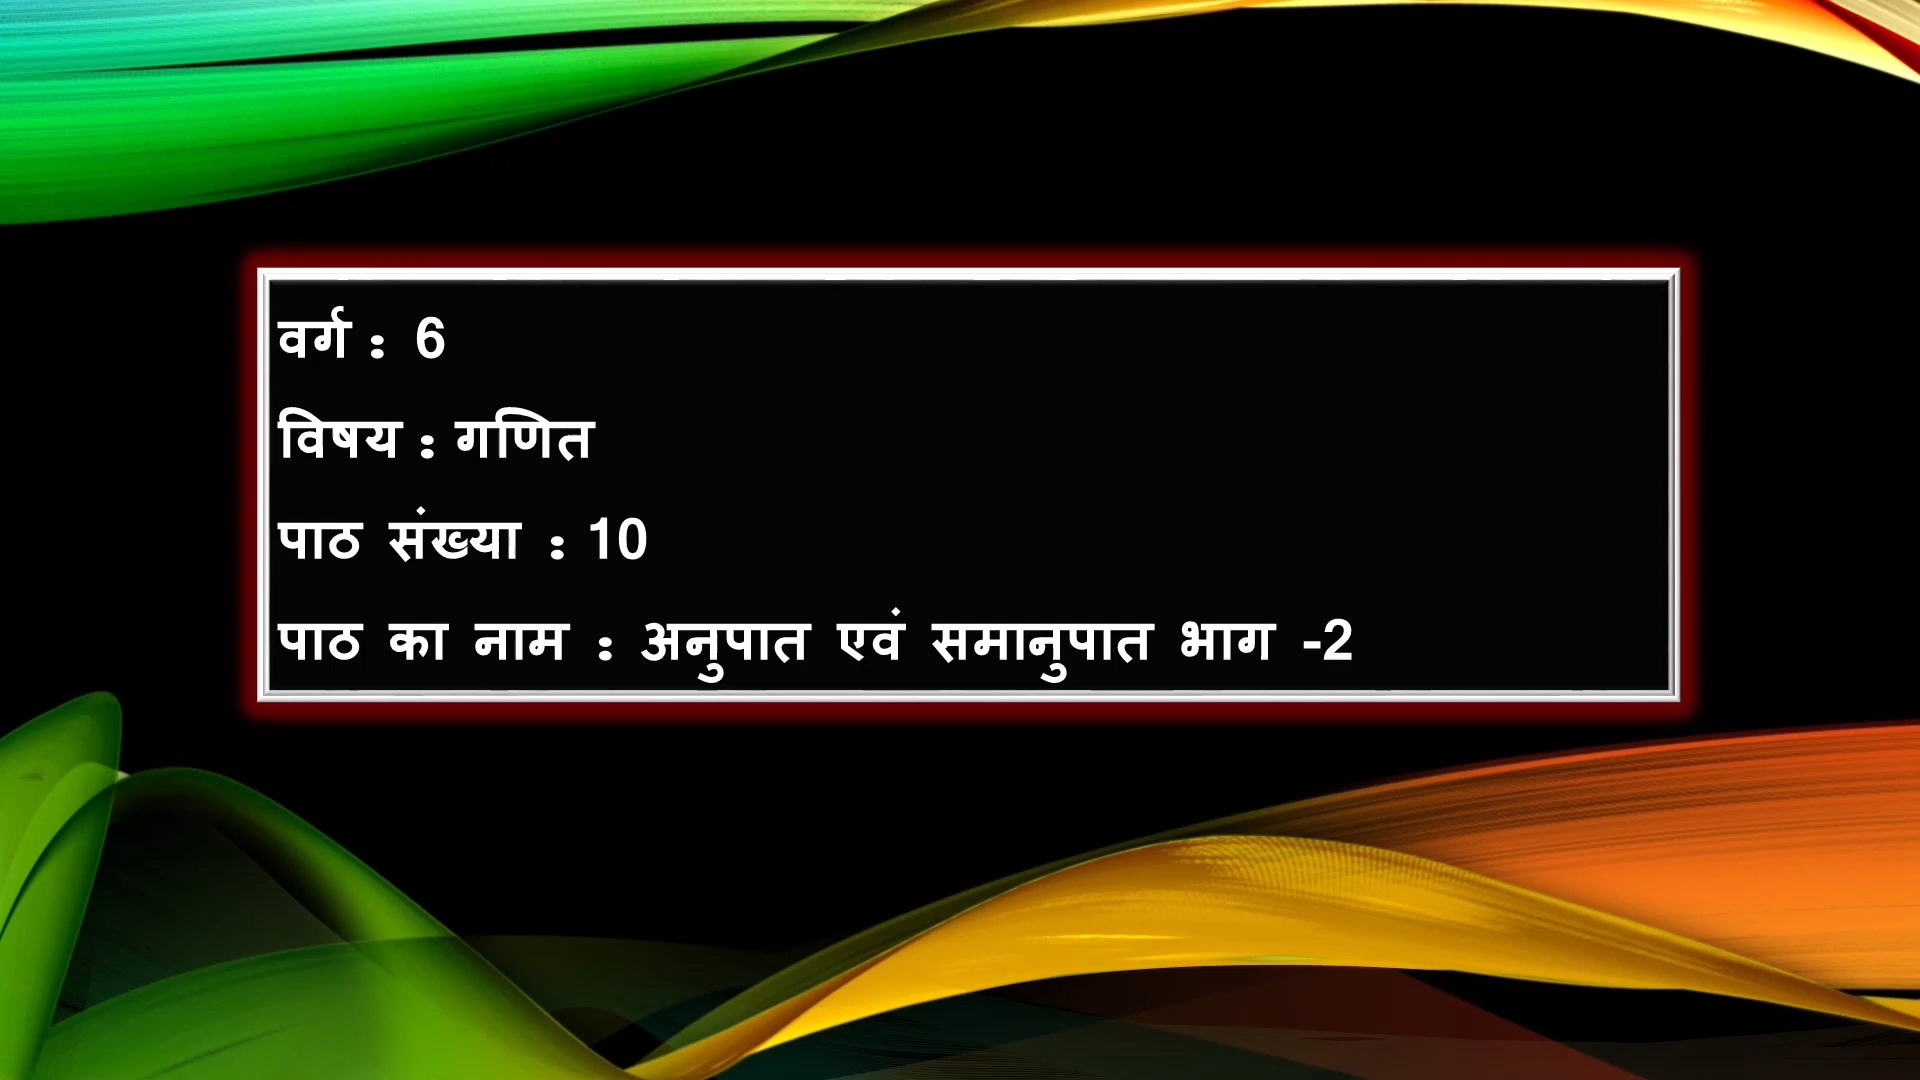 वर्ग : 6
विषय : गणित
पाठ संख्या : 10
पाठ का नाम : अनुपात एवं समानुपात भाग -2